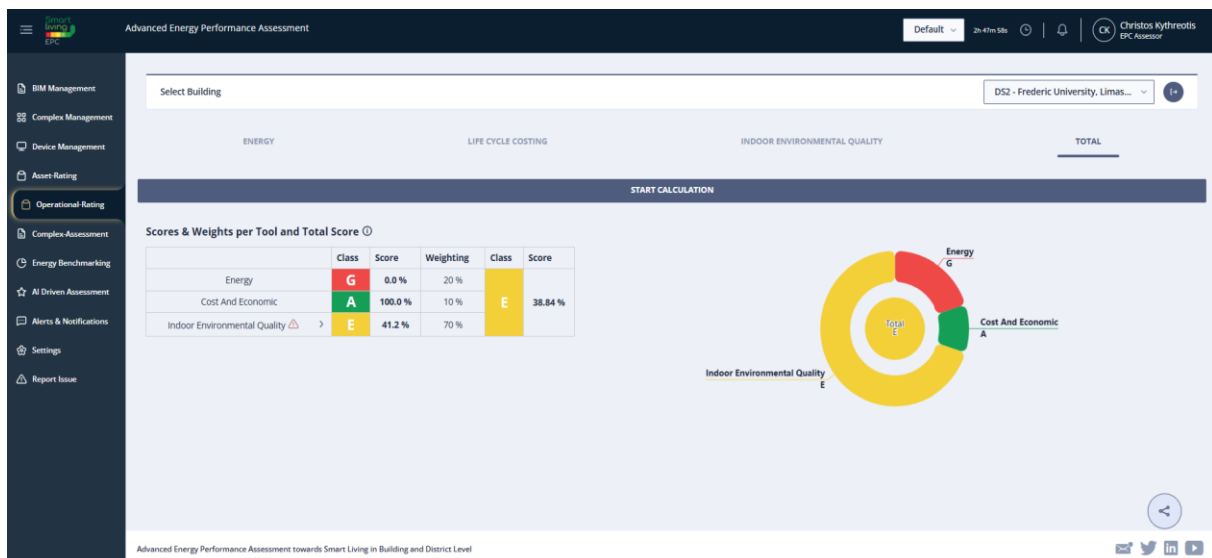 Smart
living
EPC
Advanced Energy Performance Assessment
Default
2h 47m 58s
CK
Christos Kythreotis
EPC Assessor
BIM Management
Complex Management
Device Management
Asset-Rating
Operational-Rating
Complex-Assessment
Energy Benchmarking
AI Driven Assessment
Alerts & Notifications
Settings
Report Issue
Select Building
DS2 - Frederic University, Limas...
ENERGY LIFE CYCLE COSTING INDOOR ENVIRONMENTAL QUALITY TOTAL
START CALCULATION
Scores & Weights per Tool and Total Score
Class Score Weighting Class Score
Energy G 0.0 % 20 %
Cost And Economic A 100.0 % 10 % E 38.84 %
Indoor Environmental Quality E 41.2 % 70 %
Energy
G
Cost And Economic
A
Total
E
Indoor Environmental Quality
E
Advanced Energy Performance Assessment towards Smart Living in Building and District Level